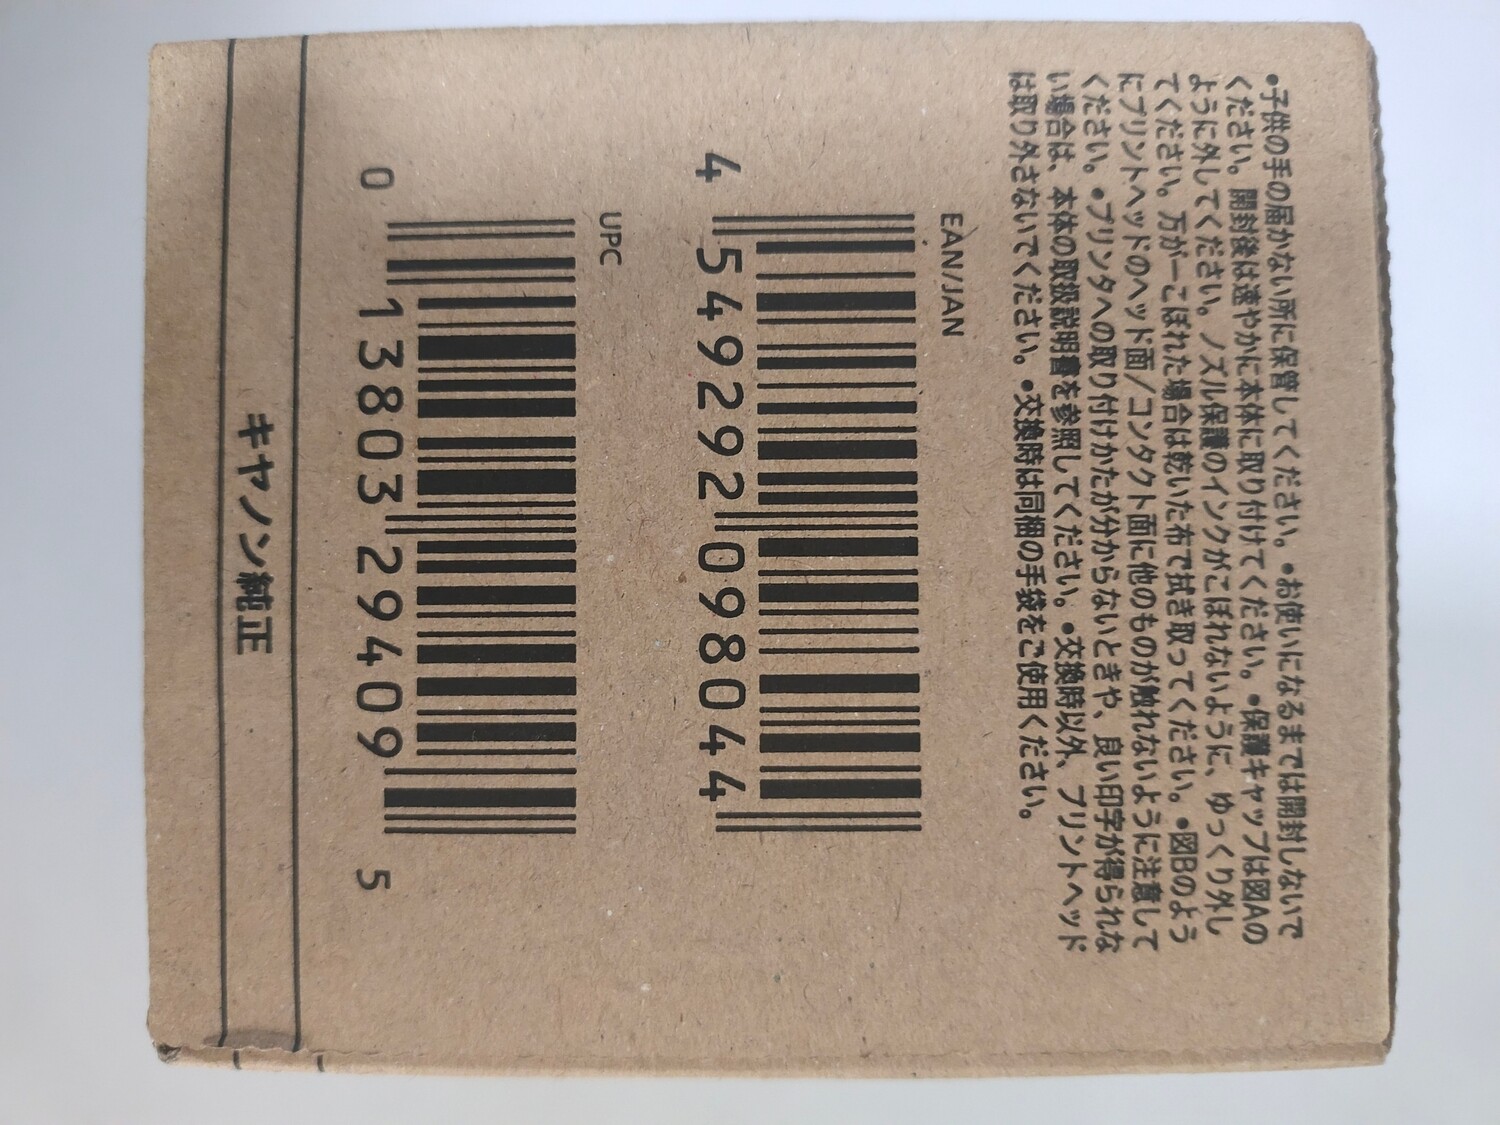 ●子供の手の届かない所に保管してください。●お使いになるまでは開封しないで
ください。開封後は速やかに本体に取り付けてください。●保護キャップは図Aの
ように外してください。ノズル保護のインクがこぼれないように、ゆっくり外し
てください。万が一こぼれた場合は乾いた布で拭き取ってください。●図Bのよう
にプリントヘッドのヘッド面/コンタクト面に他のものが触れないように注意して
ください。●プリンタへの取り付けかたが分からないときや、良い印字が得られな
い場合は、本体の取扱説明書を参照してください。●交換時以外、プリントヘッド
は取り外さないでください。●交換時は同梱の手袋をご使用ください。
EAN/JAN
4 549292 098044
UPC
0 13803 29409 5
キヤノン純正